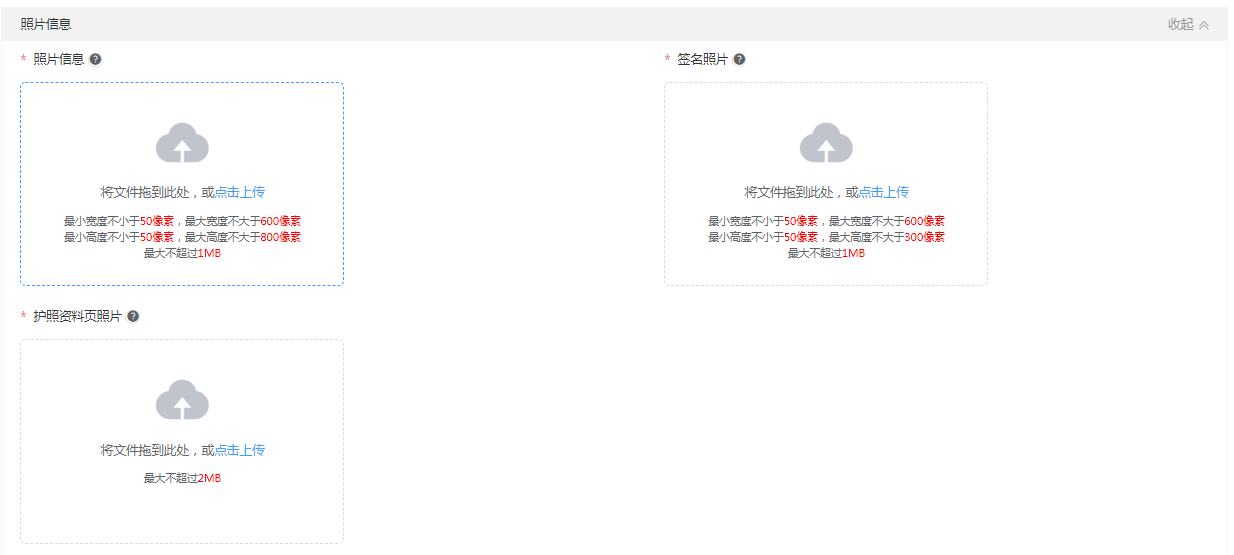 照片信息
收起
* 照片信息
* 签名照片
将文件拖到此处，或点击上传
最小宽度不小于50像素，最大宽度不大于600像素
最小高度不小于50像素，最大高度不大于800像素
最大不超过1MB
将文件拖到此处，或点击上传
最小宽度不小于50像素，最大宽度不大于600像素
最小高度不小于50像素，最大高度不大于300像素
最大不超过1MB
* 护照资料页照片
将文件拖到此处，或点击上传
最大不超过2MB